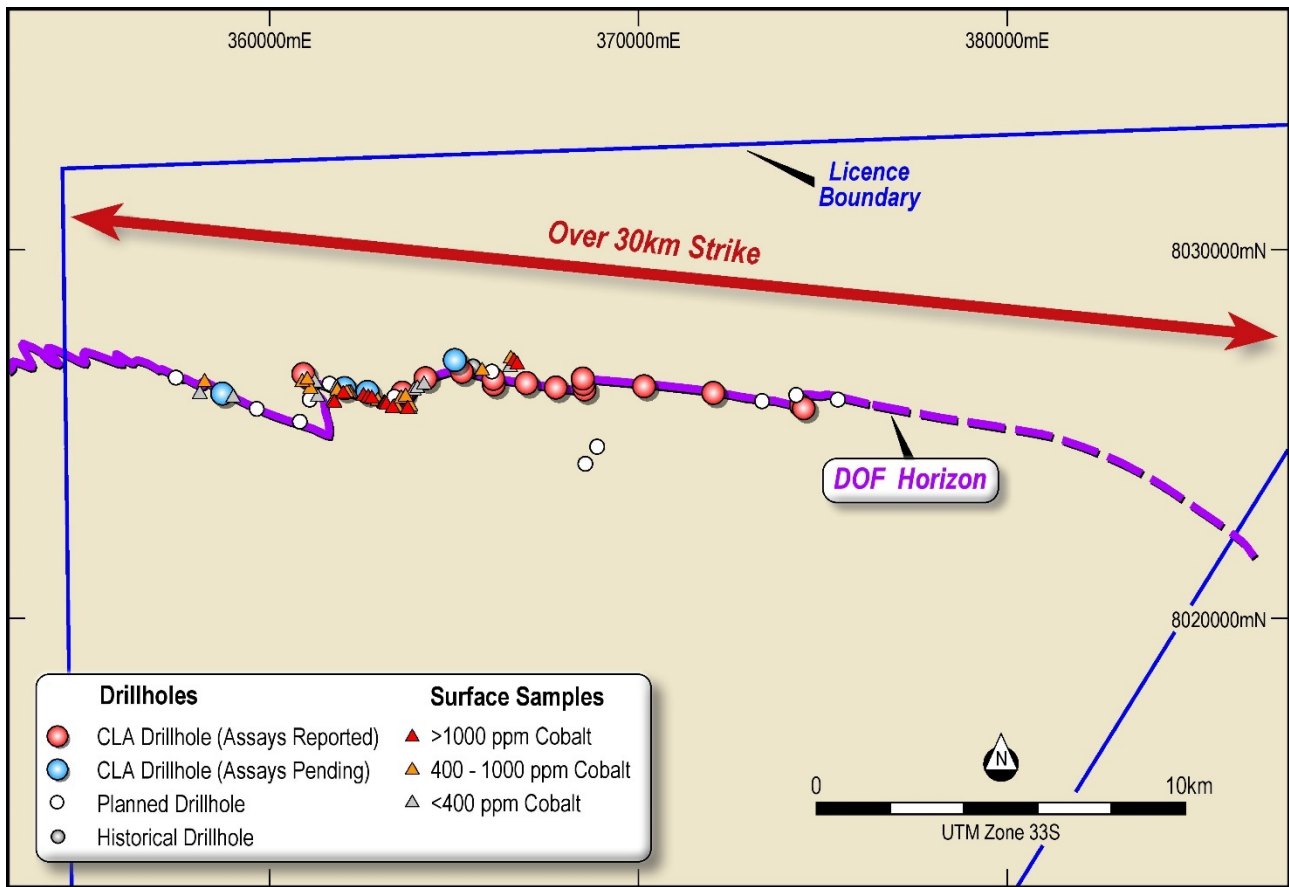 360000mE
370000mE
380000mE
Licence
Boundary
Over 30km Strike
8030000mN
DOF Horizon
8020000mN
Drillholes
CLA Drillhole (Assays Reported)
CLA Drillhole (Assays Pending)
Planned Drillhole
Historical Drillhole
Surface Samples
>1000 ppm Cobalt
400 - 1000 ppm Cobalt
<400 ppm Cobalt
N
0
10km
UTM Zone 33S